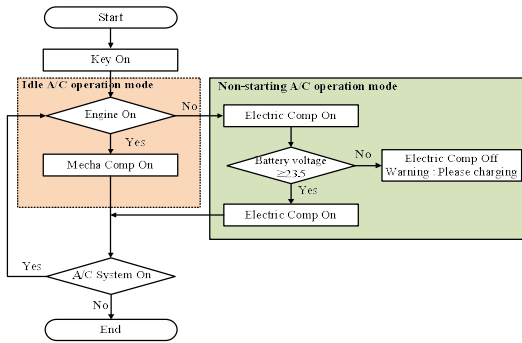 Start
Key On
Idle A/C operation mode
Non-starting A/C operation mode
Engine On
No
Electric Comp On
Yes
Mecha Comp On
Battery voltage
≥23.5
No
Electric Comp Off
Warning : Please charging
Yes
Electric Comp On
Yes
A/C System On
No
End